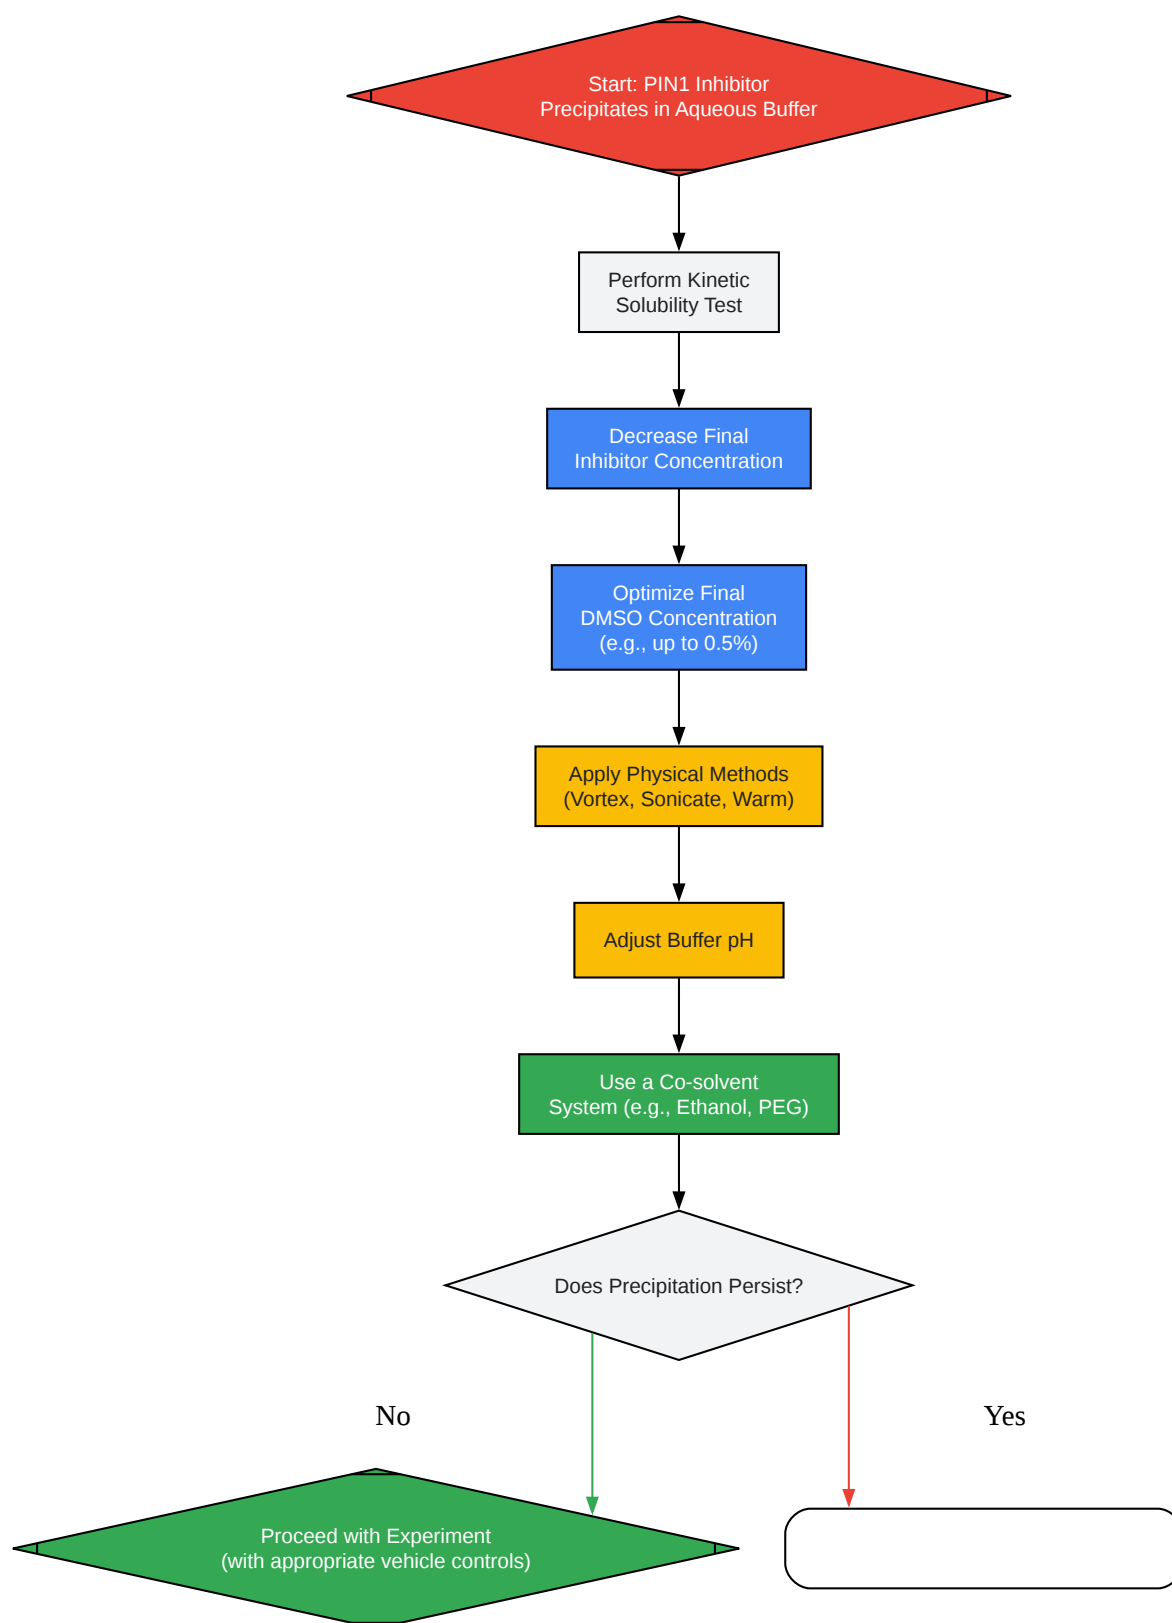 Start: PIN1 Inhibitor
Precipitates in Aqueous Buffer
Perform Kinetic
Solubility Test
Decrease Final
Inhibitor Concentration
Optimize Final
DMSO Concentration
(e.g., up to 0.5%)
Apply Physical Methods
(Vortex, Sonicate, Warm)
Adjust Buffer pH
Use a Co-solvent
System (e.g., Ethanol, PEG)
Does Precipitation Persist?
No
Yes
Proceed with Experiment
(with appropriate vehicle controls)